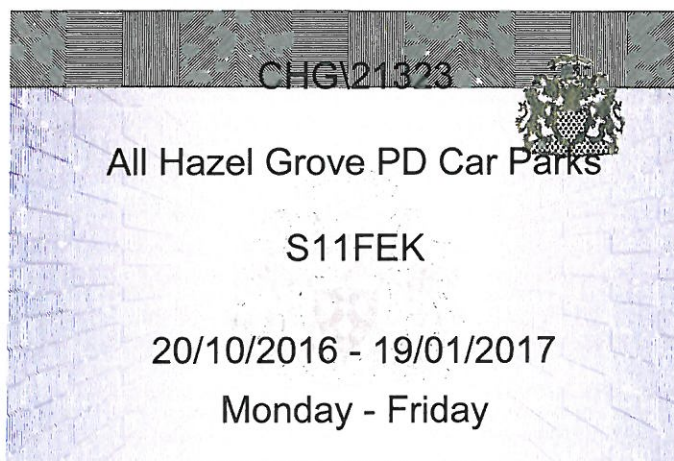 CHG\21323
All Hazel Grove PD Car Parks
S11FEK
20/10/2016 - 19/01/2017
Monday - Friday